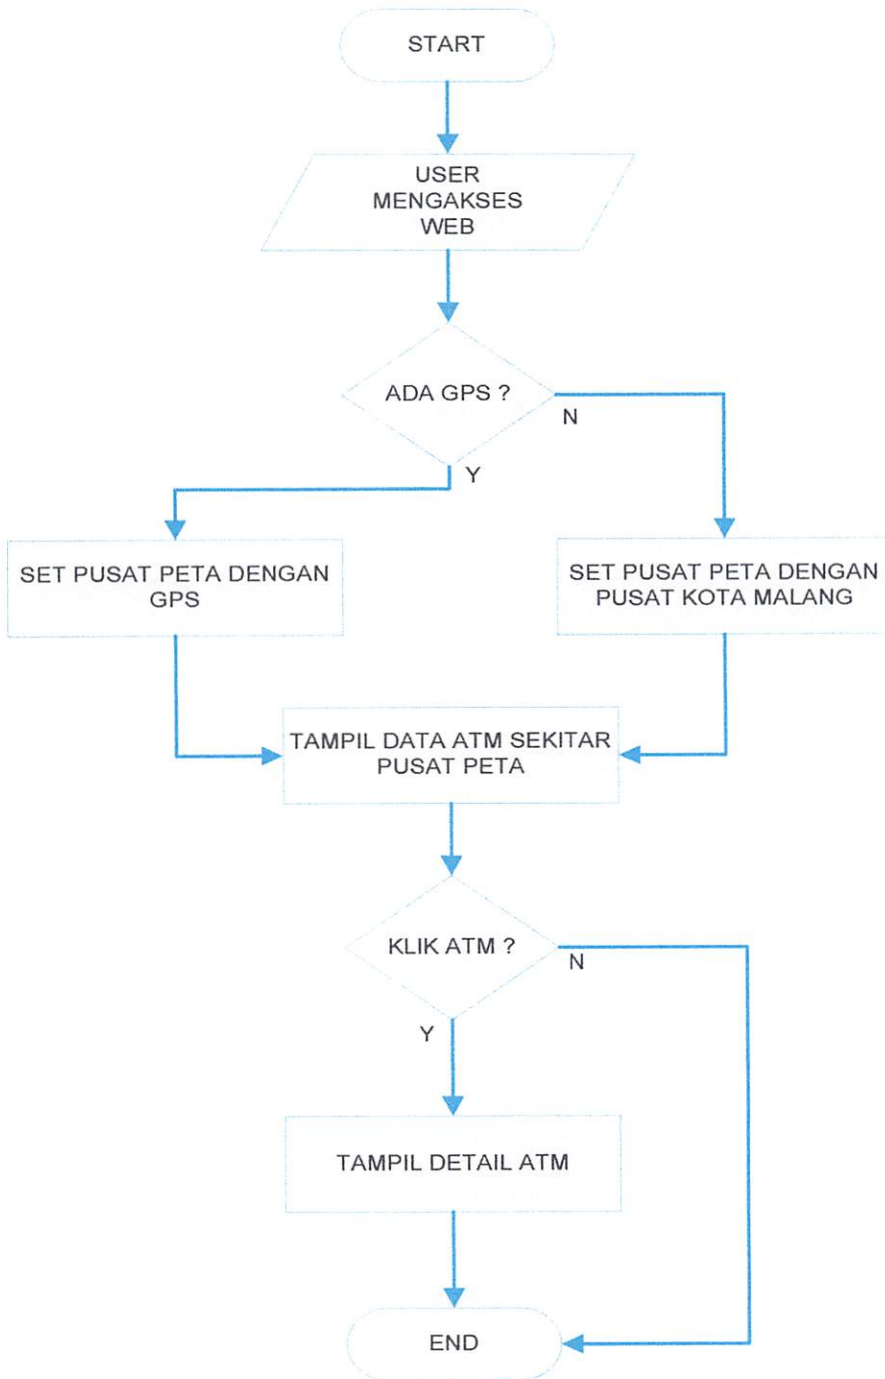 START
USER
MENGAKSES
WEB
ADA GPS ?
N
Y
SET PUSAT PETA DENGAN
GPS
SET PUSAT PETA DENGAN
PUSAT KOTA MALANG
TAMPIL DATA ATM SEKITAR
PUSAT PETA
KLIK ATM ?
N
Y
TAMPIL DETAIL ATM
END